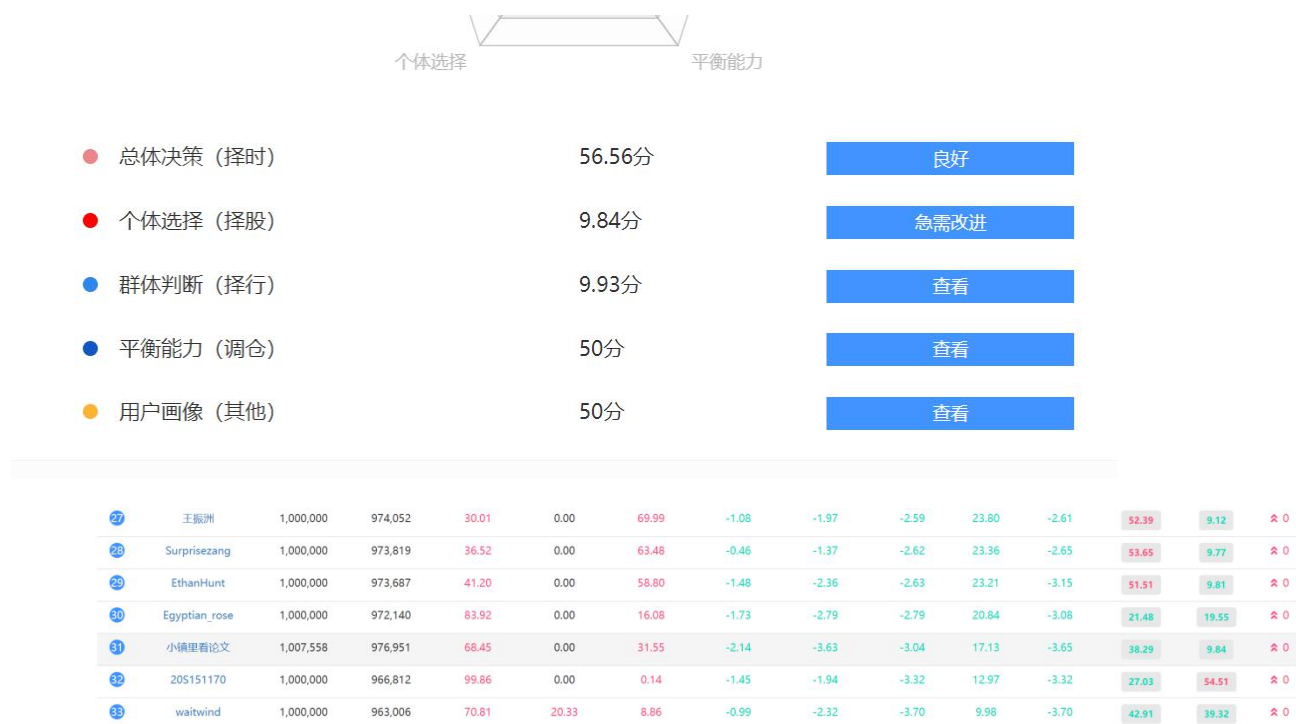 个体选择 平衡能力
总体决策（择时） 56.56分 良好
个体选择（择股） 9.84分 急需改进
群体判断（择行） 9.93分 查看
平衡能力（调仓） 50分 查看
用户画像（其他） 50分 查看
27 王振洲 1,000,000 974,052 30.01 0.00 69.99 -1.08 -1.97 -2.59 23.80 -2.61 52.39 9.12 0
28 Surprisezang 1,000,000 973,819 36.52 0.00 63.48 -0.46 -1.37 -2.62 23.36 -2.65 53.65 9.77 0
29 EthanHunt 1,000,000 973,687 41.20 0.00 58.80 -1.48 -2.36 -2.63 23.21 -3.15 51.51 9.81 0
30 Egyptian_rose 1,000,000 972,140 83.92 0.00 16.08 -1.73 -2.79 -2.79 20.84 -3.08 21.48 19.55 0
31 小镇里看论文 1,007,558 976,951 68.45 0.00 31.55 -2.14 -3.63 -3.04 17.13 -3.65 38.29 9.84 0
32 20S151170 1,000,000 966,812 99.86 0.00 0.14 -1.45 -1.94 -3.32 12.97 -3.32 27.03 54.51 0
33 waitwind 1,000,000 963,006 70.81 20.33 8.86 -0.99 -2.32 -3.70 9.98 -3.70 42.91 39.32 0